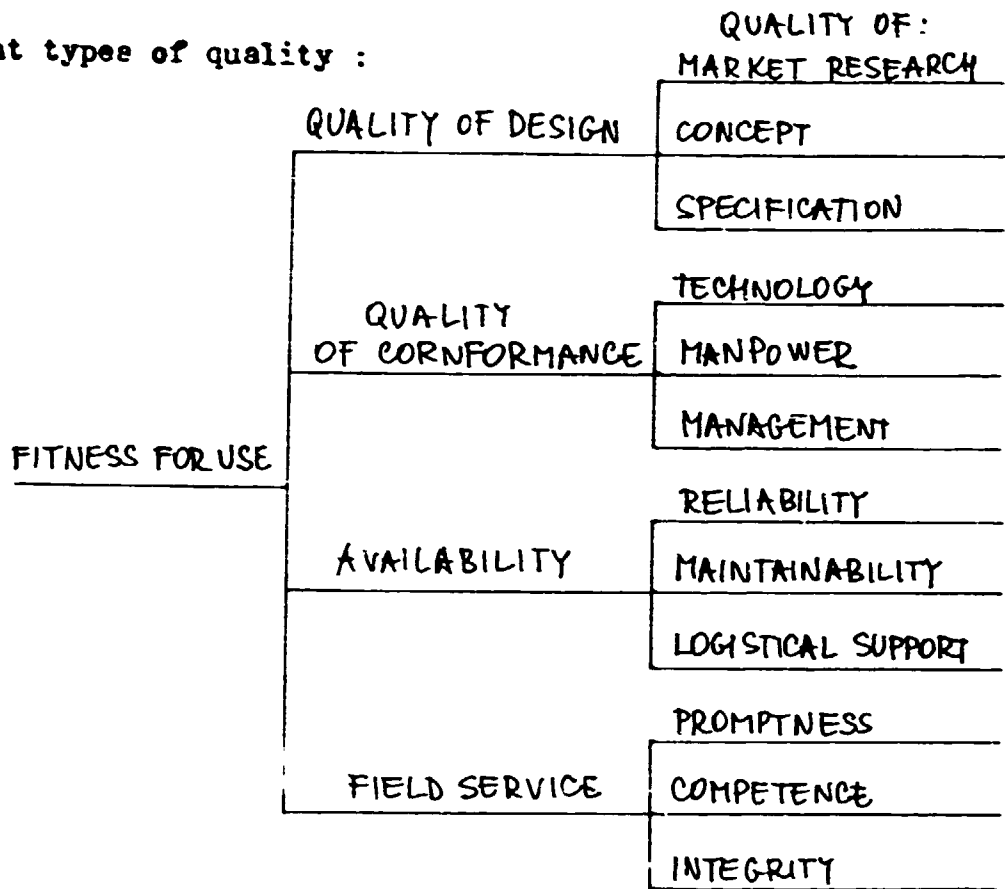 types of quality :
QUALITY OF:
MARKET RESEARCH
QUALITY OF DESIGN
CONCEPT
SPECIFICATION
TECHNOLOGY
QUALITY
OF CORNFORMANCE
MANPOWER
MANAGEMENT
FITNESS FOR USE
RELIABILITY
AVAILABILITY
MAINTAINABILITY
LOGISTICAL SUPPORT
PROMPTNESS
FIELD SERVICE
COMPETENCE
INTEGRITY